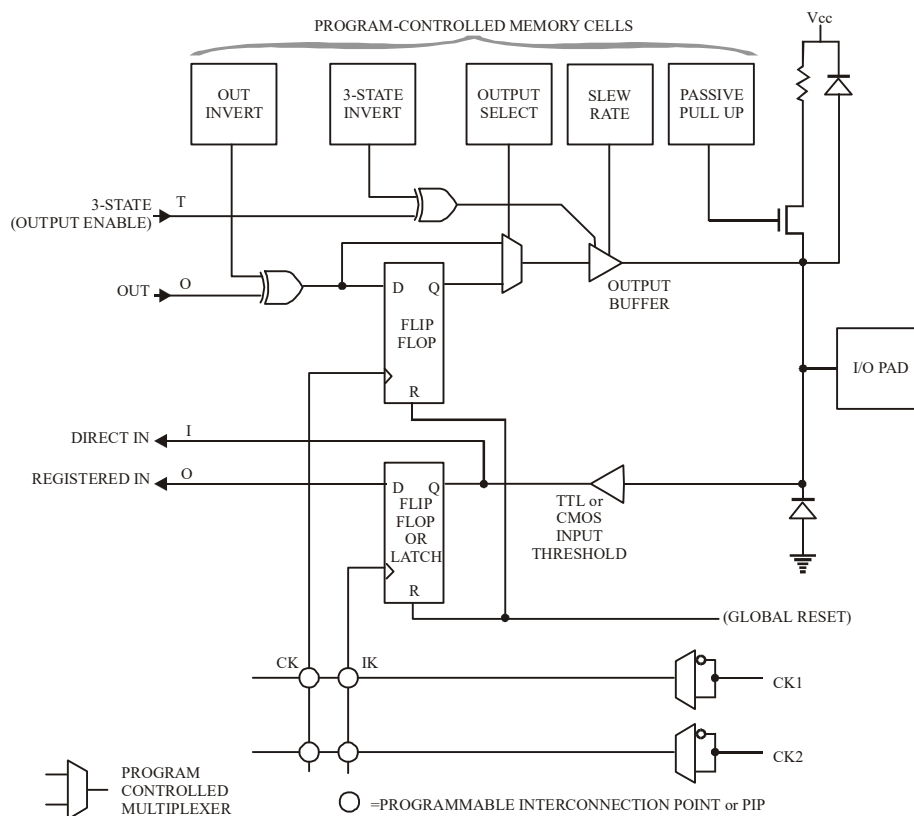 PROGRAM-CONTROLLED MEMORY CELLS
Vcc
OUT
INVERT
3-STATE
INVERT
OUTPUT
SELECT
SLEW
RATE
PASSIVE
PULL UP
3-STATE
(OUTPUT ENABLE)
T
OUT
O
D
Q
FLIP
FLOP
R
OUTPUT
BUFFER
I/O PAD
DIRECT IN
I
REGISTERED IN
O
D
Q
FLIP
FLOP
OR
LATCH
R
TTL or
CMOS
INPUT
THRESHOLD
(GLOBAL RESET)
CK
IK
CK1
CK2
PROGRAM
CONTROLLED
MULTIPLEXER
=PROGRAMMABLE INTERCONNECTION POINT or PIP